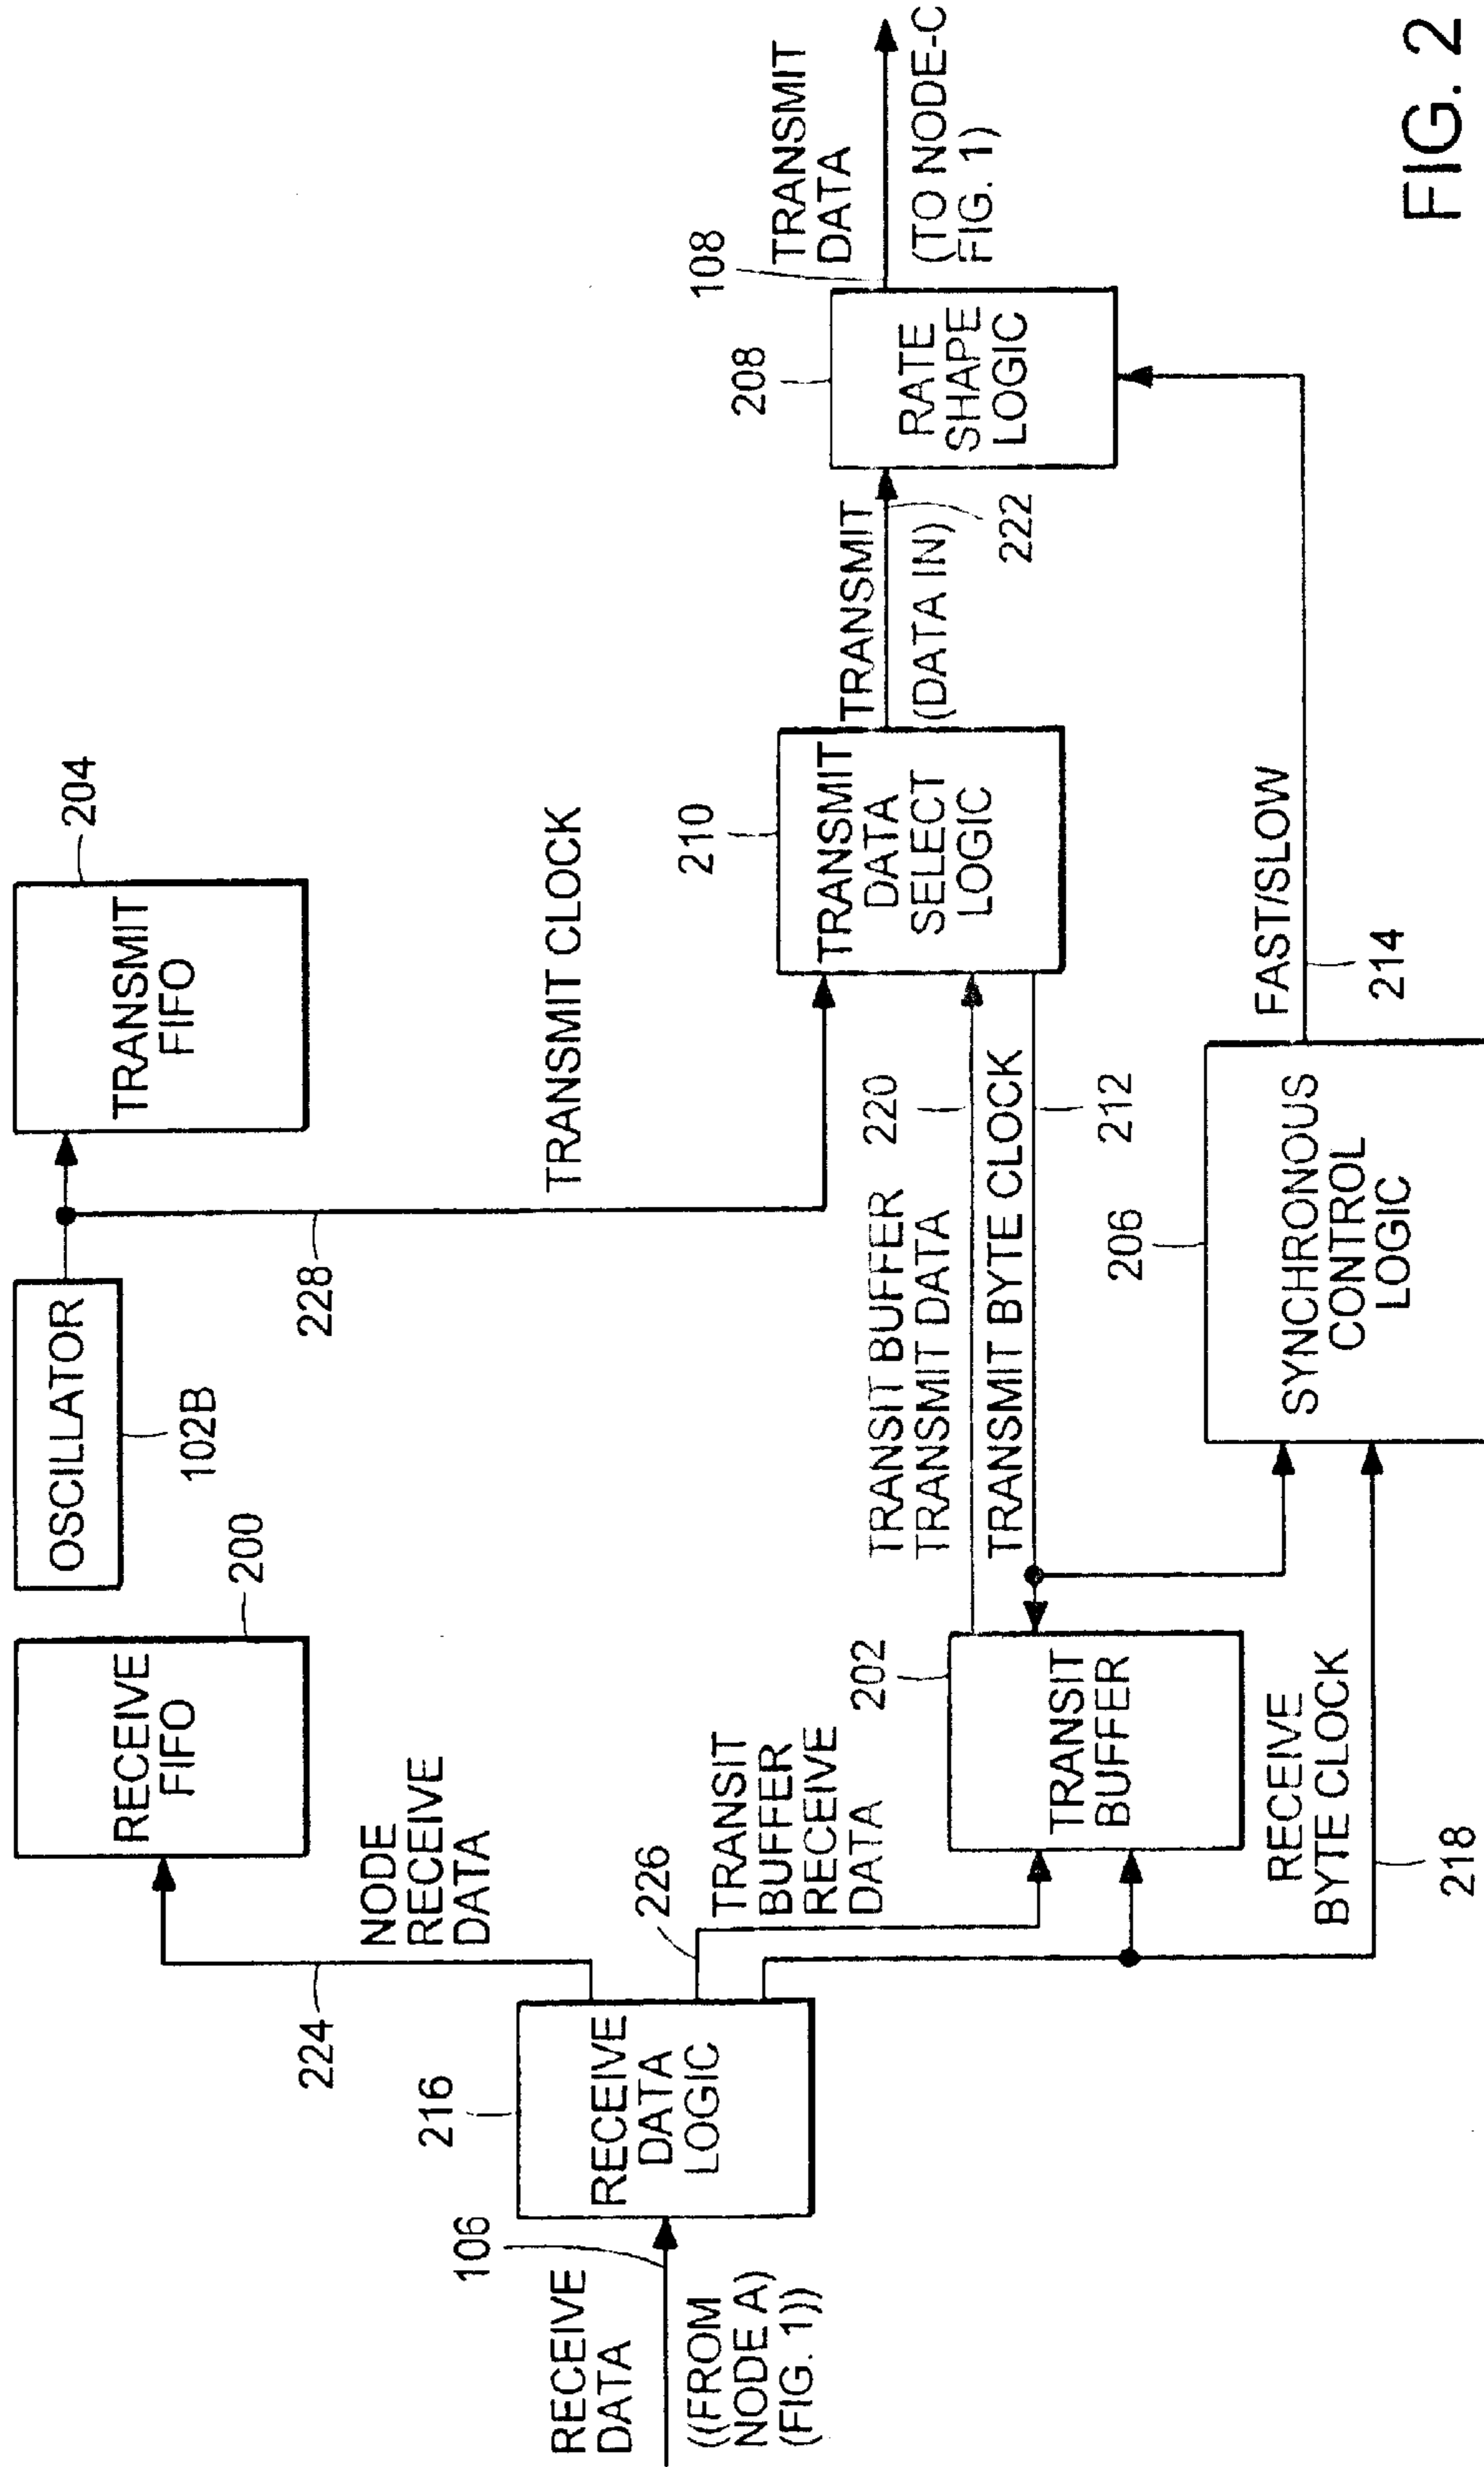 RECEIVE
FIFO
200
OSCILLATOR
102B
TRANSMIT
FIFO
204
228
TRANSMIT CLOCK
NODE
RECEIVE
DATA
224
RECEIVE
DATA
106
((FROM
NODE A)
(FIG. 1))
216
RECEIVE
DATA
LOGIC
226
TRANSIT
BUFFER
RECEIVE
DATA
202
TRANSIT
BUFFER
TRANSIT BUFFER
TRANSMIT DATA
220
TRANSMIT BYTE CLOCK
212
210
TRANSMIT
DATA
SELECT
LOGIC
TRANSMIT
(DATA IN)
222
208
RATE
SHAPE
LOGIC
108
TRANSMIT
DATA
(TO NODE-C
FIG. 1)
RECEIVE
BYTE CLOCK
218
206
SYNCHRONOUS
CONTROL
LOGIC
FAST/SLOW
214
FIG. 2